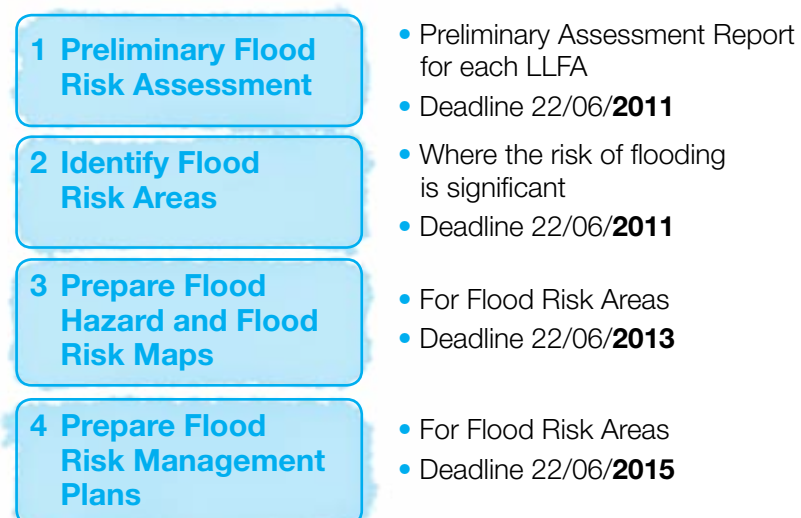 1 Preliminary Flood
Risk Assessment
• Preliminary Assessment Report
for each LLFA
• Deadline 22/06/2011
2 Identify Flood
Risk Areas
• Where the risk of flooding
is significant
• Deadline 22/06/2011
3 Prepare Flood
Hazard and Flood
Risk Maps
• For Flood Risk Areas
• Deadline 22/06/2013
4 Prepare Flood
Risk Management
Plans
• For Flood Risk Areas
• Deadline 22/06/2015